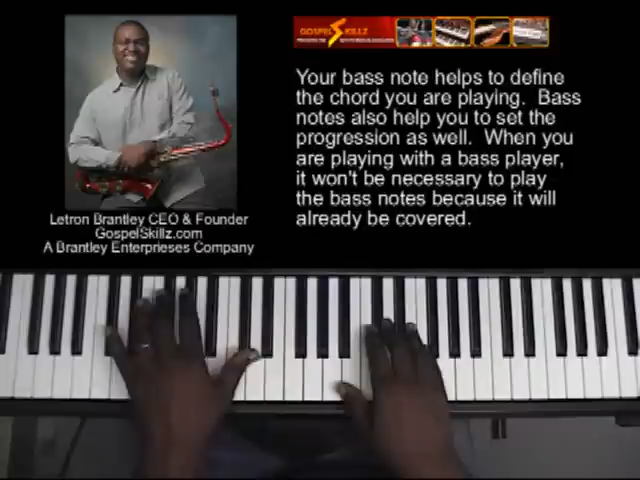 GOSPEL SKILLZ
Your bass note helps to define
the chord you are playing.  Bass
notes also help you to set the
progression as well.  When you
are playing with a bass player,
it won't be necessary to play
the bass notes because it will
already be covered.
Letron Brantley CEO & Founder
GospelSkillz.com
A Brantley Enterprieses Company